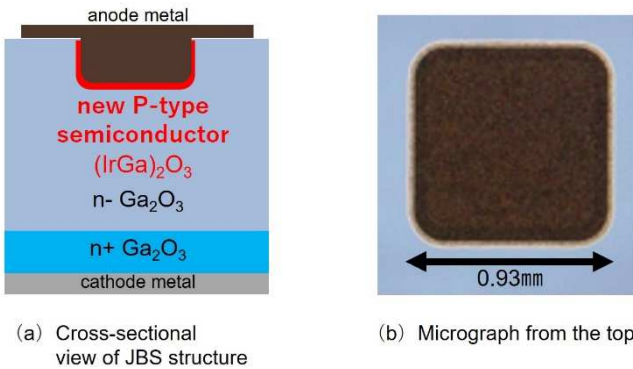 anode metal
new P-type
semiconductor
(IrGa)₂O₃
n- Ga₂O₃
n+ Ga₂O₃
cathode metal
0.93mm
(a) Cross-sectional
view of JBS structure
(b) Micrograph from the top